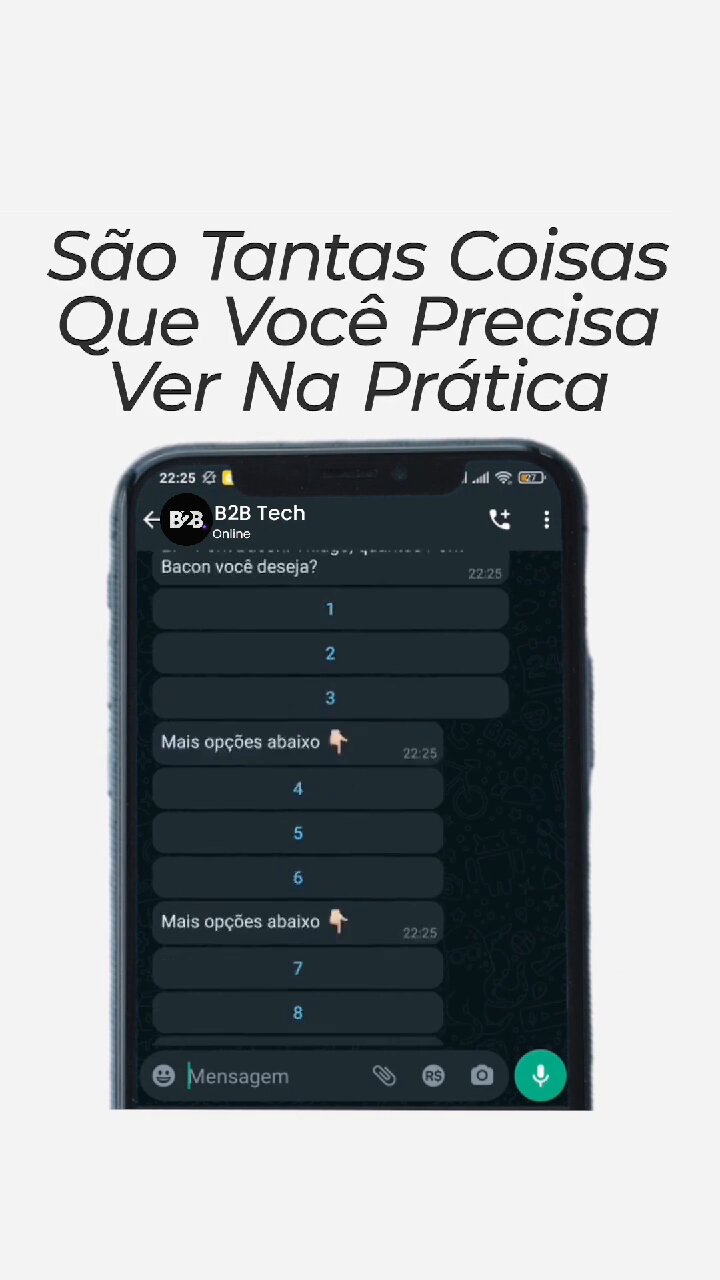 São Tantas Coisas
Que Você Precisa
Ver Na Prática
22:25
27
B2B
B2B Tech
Online
Bacon você deseja?
22:25
1
2
3
Mais opções abaixo 👇🏻
22:25
4
5
6
Mais opções abaixo 👇🏻
22:25
7
8
Mensagem
R$